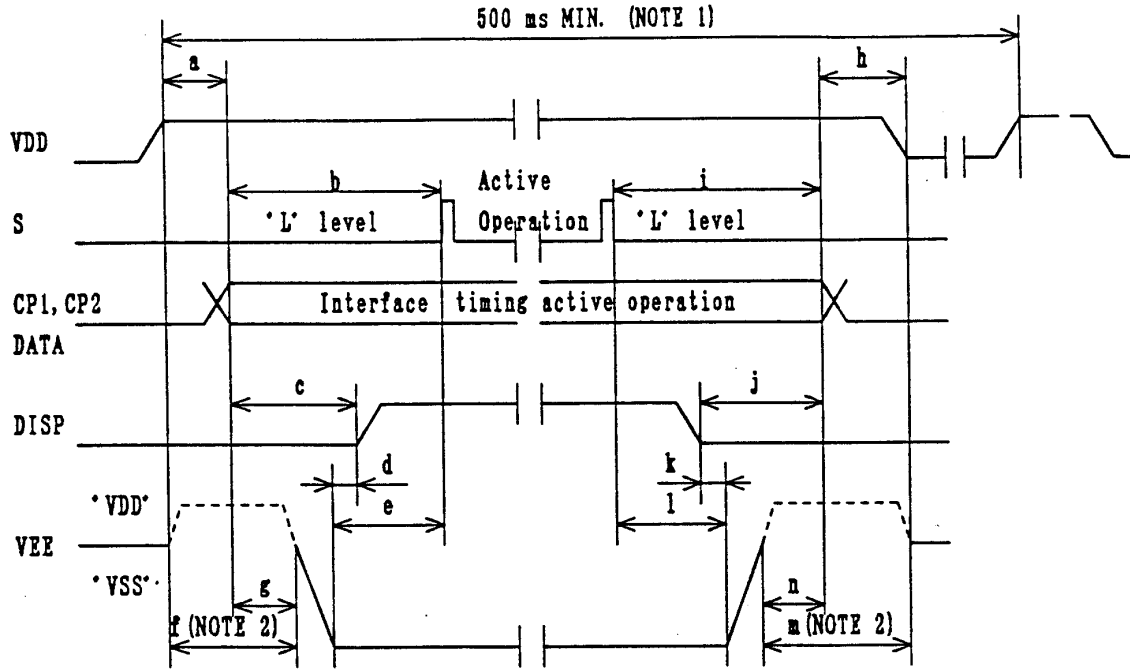 500 ms MIN. (NOTE 1)
a
h
VDD
b
Active
i
S
"L" level
Operation
"L" level
CP1, CP2
Interface timing active operation
DATA
c
j
DISP
d
k
"VDD"
e
l
VEE
"VSS"
g
n
f (NOTE 2)
m (NOTE 2)